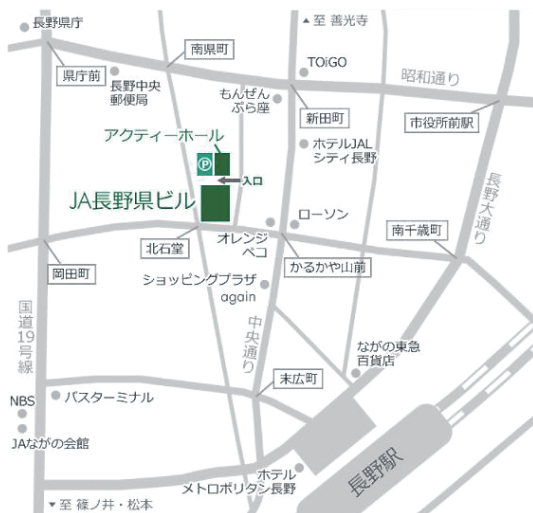 長野県庁
▲至 善光寺
南県町
TOiGO
県庁前
長野中央
郵便局
昭和通り
もんぜん
ぷら座
新田町
市役所前駅
アクティーホール
ホテルJAL
シティ長野
P
入口
長野大通り
JA長野県ビル
ローソン
オレンジ
ペコ
南千歳町
北石堂
かるかや山前
岡田町
ショッピングプラザ
again
国道19号線
中央通り
ながの東急
百貨店
末広町
バスターミナル
NBS
JAながの会館
長野駅
ホテル
メトロポリタン長野
▼至 篠ノ井・松本